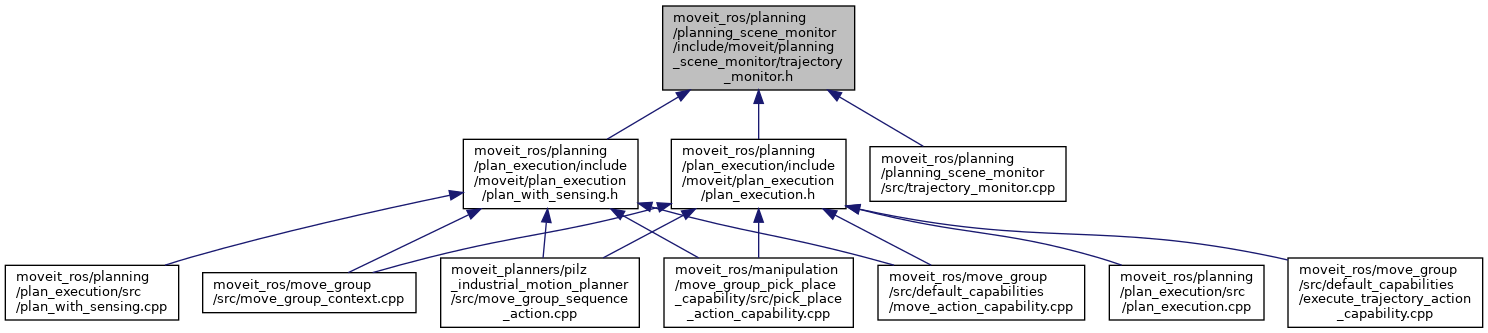 moveit_ros/planning
/planning_scene_monitor
/include/moveit/planning
_scene_monitor/trajectory
_monitor.h
moveit_ros/planning
/plan_execution/include
/moveit/plan_execution
/plan_with_sensing.h
moveit_ros/planning
/plan_execution/include
/moveit/plan_execution
/plan_execution.h
moveit_ros/planning
/planning_scene_monitor
/src/trajectory_monitor.cpp
moveit_ros/planning
/plan_execution/src
/plan_with_sensing.cpp
moveit_ros/move_group
/src/move_group_context.cpp
moveit_planners/pilz
_industrial_motion_planner
/src/move_group_sequence
_action.cpp
moveit_ros/manipulation
/move_group_pick_place
_capability/src/pick_place
_action_capability.cpp
moveit_ros/move_group
/src/default_capabilities
/move_action_capability.cpp
moveit_ros/planning
/plan_execution/src
/plan_execution.cpp
moveit_ros/move_group
/src/default_capabilities
/execute_trajectory_action
_capability.cpp